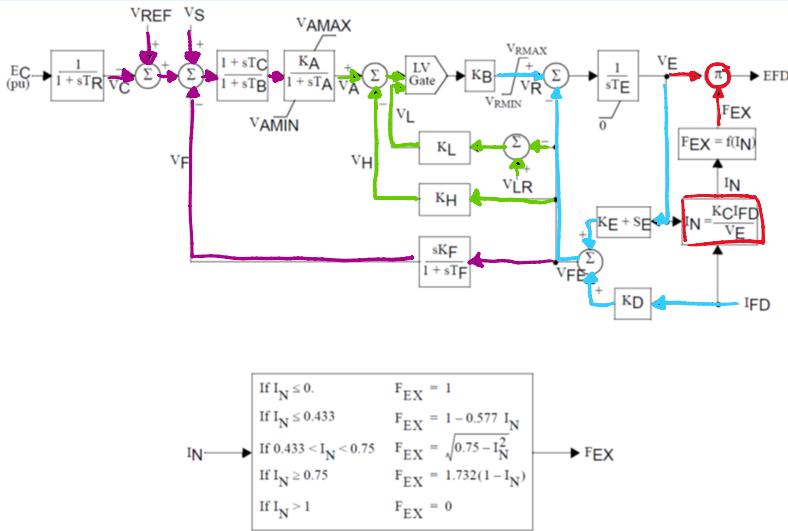 VREF
VS
VAMAX
EC
(pu)
1
1 + sTR
VC
Σ
Σ
1 + sTC
1 + sTB
KA
1 + sTA
VAMIN
VA
Σ
LV
Gate
KB
VRMAX
VR
VRMIN
Σ
1
sTE
0
VE
π
EFD
FEX
VL
VF
VH
KL
Σ
VLR
FEX = f(IN)
IN
KH
KE + SE
IN = KCIFD
VE
sKF
1 + sTF
VFE
Σ
KD
IFD
If IN ≤ 0. FEX = 1
If IN ≤ 0.433 FEX = 1 – 0.577 IN
IN If 0.433 < IN < 0.75 FEX = √0.75 – IN2 FEX
If IN ≥ 0.75 FEX = 1.732(1 – IN)
If IN > 1 FEX = 0